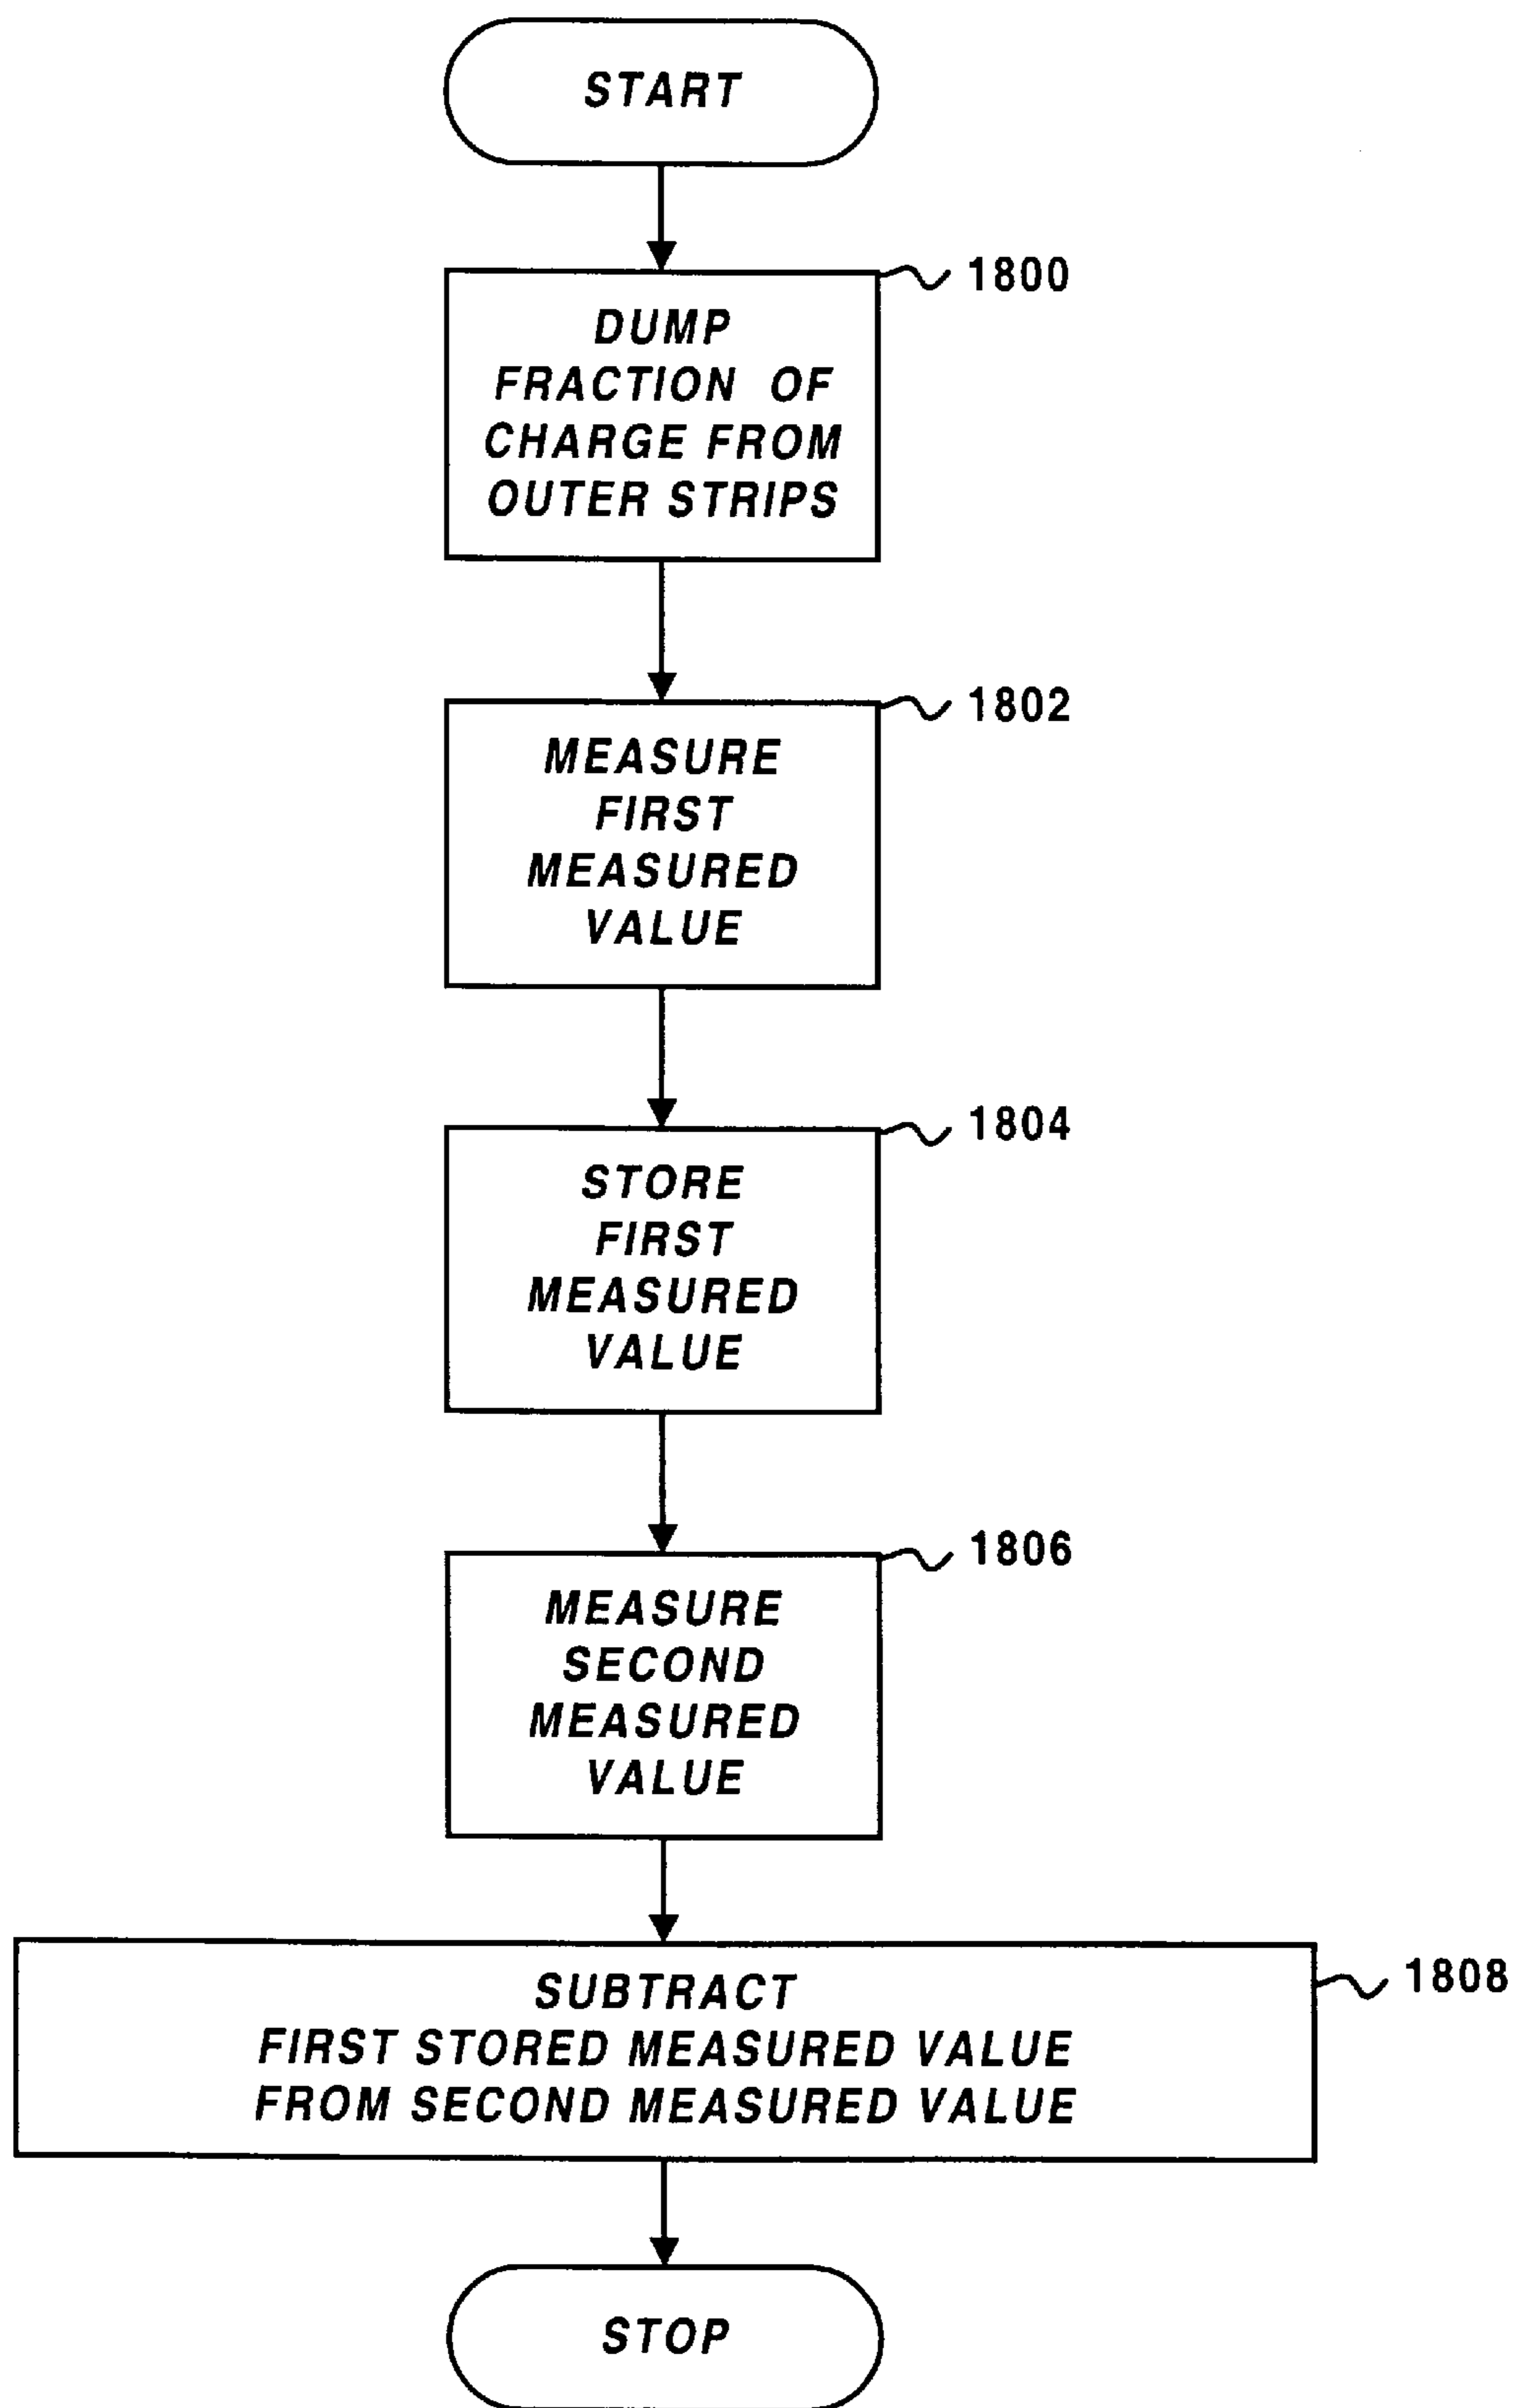 START
1800
DUMP
FRACTION OF
CHARGE FROM
OUTER STRIPS
1802
MEASURE
FIRST
MEASURED
VALUE
1804
STORE
FIRST
MEASURED
VALUE
1806
MEASURE
SECOND
MEASURED
VALUE
1808
SUBTRACT
FIRST STORED MEASURED VALUE
FROM SECOND MEASURED VALUE
STOP